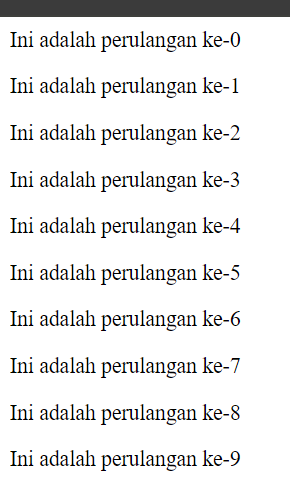 Ini adalah perulangan ke-0
Ini adalah perulangan ke-1
Ini adalah perulangan ke-2
Ini adalah perulangan ke-3
Ini adalah perulangan ke-4
Ini adalah perulangan ke-5
Ini adalah perulangan ke-6
Ini adalah perulangan ke-7
Ini adalah perulangan ke-8
Ini adalah perulangan ke-9